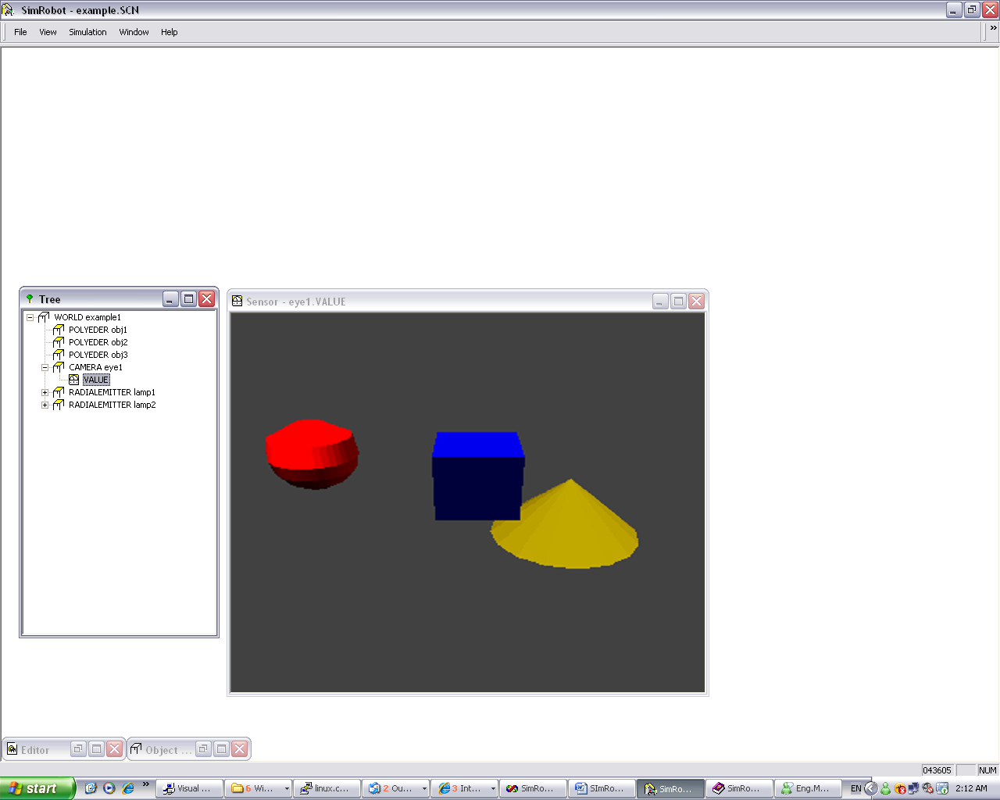 SimRobot - example.SCN
File View Simulation Window Help
»
Tree
WORLD example1
POLYEDER obj1
POLYEDER obj2
POLYEDER obj3
CAMERA eye1
VALUE
RADIALEMITTER lamp1
RADIALEMITTER lamp2
Sensor - eye1.VALUE
Editor
Object ...
043605 NUM
start » Visual ... 6 Wi... linux.c... 2 Ou... 3 Int... SimRo... SImRo... SimRo... SimRo... Eng.M... EN 2:12 AM